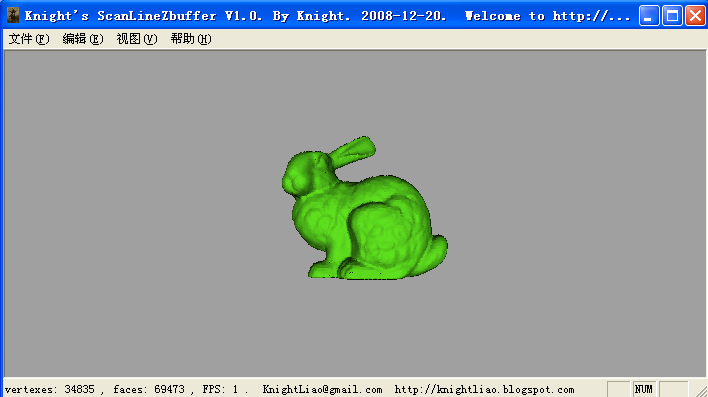 Knight's ScanLineZbuffer V1.0. By Knight. 2008-12-20. Welcome to http://...
文件(F) 编辑(E) 视图(V) 帮助(H)
vertexes: 34835 , faces: 69473 , FPS: 1 . KnightLiao@gmail.com http://knightliao.blogspot.com NUM